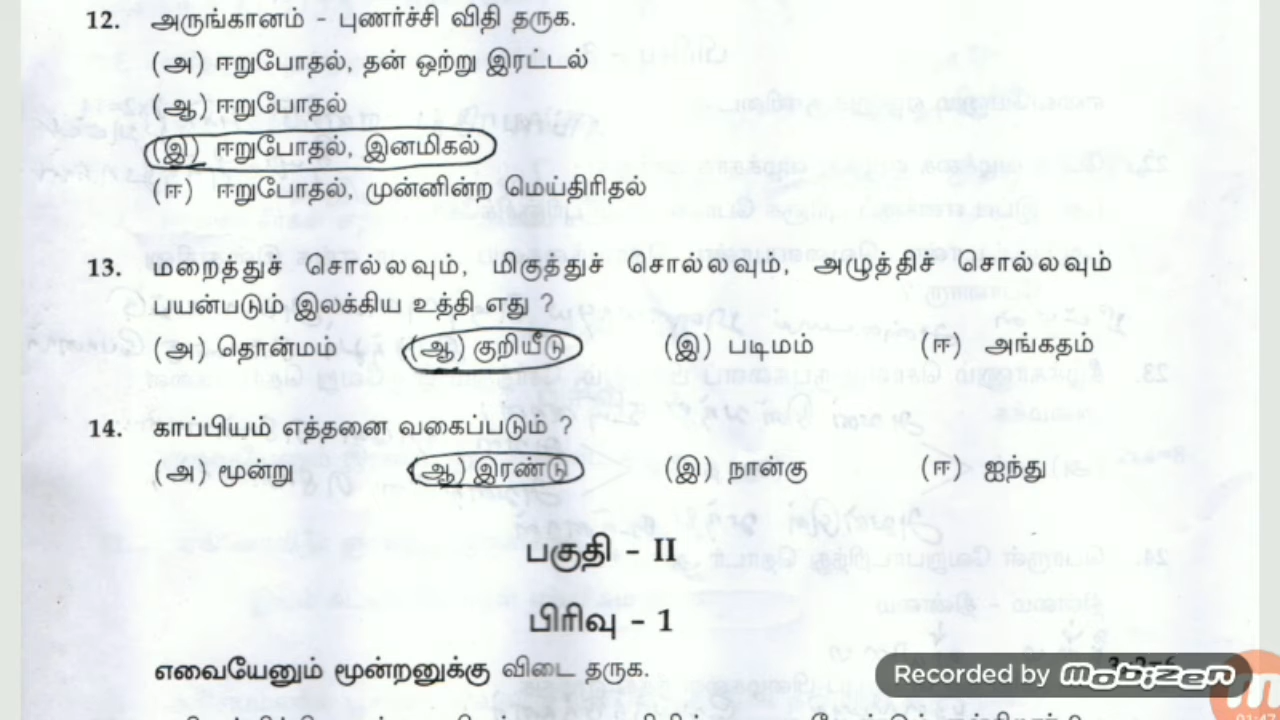 12. அருங்கானம் - புணர்ச்சி விதி தருக.
(அ) ஈறுபோதல், தன் ஒற்று இரட்டல்
(ஆ) ஈறுபோதல்
(இ) ஈறுபோதல், இனமிகல்
(ஈ) ஈறுபோதல், முன்னின்ற மெய்திரிதல்
13. மறைத்துச் சொல்லவும், மிகுத்துச் சொல்லவும், அழுத்திச் சொல்லவும்
பயன்படும் இலக்கிய உத்தி எது ?
(அ) தொன்மம் (ஆ) குறியீடு (இ) படிமம் (ஈ) அங்கதம்
14. காப்பியம் எத்தனை வகைப்படும் ?
(அ) மூன்று (ஆ) இரண்டு (இ) நான்கு (ஈ) ஐந்து
பகுதி - II
பிரிவு - 1
எவையேனும் மூன்றனுக்கு விடை தருக.
Recorded by mobizen